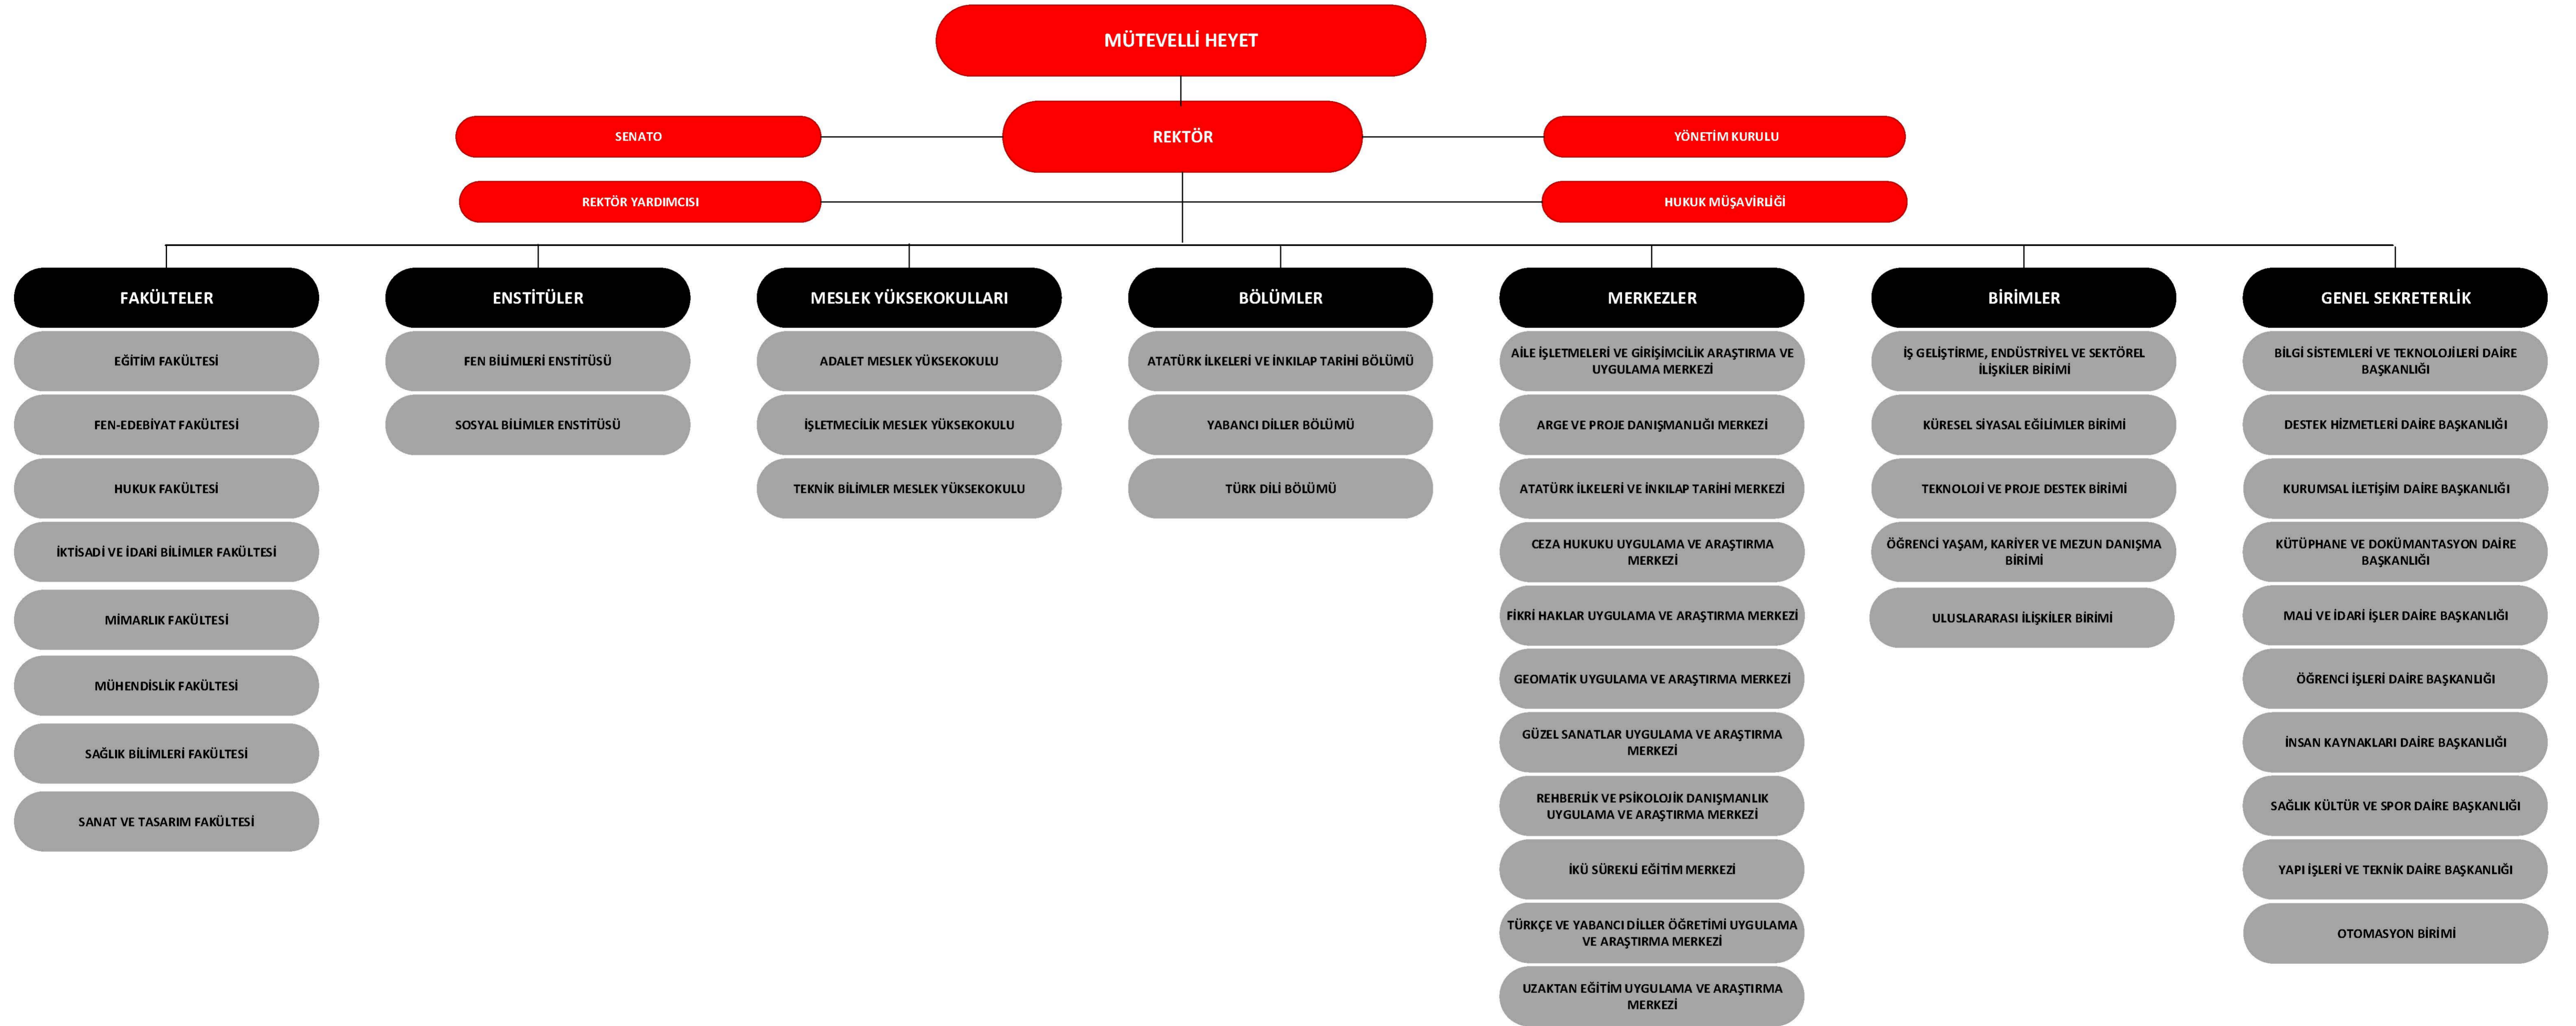 MÜTEVELLİ HEYET
SENATO
REKTÖR
YÖNETİM KURULU
REKTÖR YARDIMCISI
HUKUK MÜŞAVİRLİĞİ
FAKÜLTELER
EĞİTİM FAKÜLTESİ
FEN-EDEBİYAT FAKÜLTESİ
HUKUK FAKÜLTESİ
İKTİSADİ VE İDARİ BİLİMLER FAKÜLTESİ
MİMARLIK FAKÜLTESİ
MÜHENDİSLİK FAKÜLTESİ
SAĞLIK BİLİMLERİ FAKÜLTESİ
SANAT VE TASARIM FAKÜLTESİ
ENSTİTÜLER
FEN BİLİMLERİ ENSTİTÜSÜ
SOSYAL BİLİMLER ENSTİTÜSÜ
MESLEK YÜKSEKOKULLARI
ADALET MESLEK YÜKSEKOKULU
İŞLETMECİLİK MESLEK YÜKSEKOKULU
TEKNİK BİLİMLER MESLEK YÜKSEKOKULU
BÖLÜMLER
ATATÜRK İLKELERİ VE İNKILAP TARİHİ BÖLÜMÜ
YABANCI DİLLER BÖLÜMÜ
TÜRK DİLİ BÖLÜMÜ
MERKEZLER
AİLE İŞLETMELERİ VE GİRİŞİMCİLİK ARAŞTIRMA VE
UYGULAMA MERKEZİ
ARGE VE PROJE DANIŞMANLIĞI MERKEZİ
ATATÜRK İLKELERİ VE İNKILAP TARİHİ MERKEZİ
CEZA HUKUKU UYGULAMA VE ARAŞTIRMA
MERKEZİ
FİKRİ HAKLAR UYGULAMA VE ARAŞTIRMA MERKEZİ
GEOMATİK UYGULAMA VE ARAŞTIRMA MERKEZİ
GÜZEL SANATLAR UYGULAMA VE ARAŞTIRMA
MERKEZİ
REHBERLİK VE PSİKOLOJİK DANIŞMANLIK
UYGULAMA VE ARAŞTIRMA MERKEZİ
İKÜ SÜREKLİ EĞİTİM MERKEZİ
TÜRKÇE VE YABANCI DİLLER ÖĞRETİMİ UYGULAMA
VE ARAŞTIRMA MERKEZİ
UZAKTAN EĞİTİM UYGULAMA VE ARAŞTIRMA
MERKEZİ
BİRİMLER
İŞ GELİŞTİRME, ENDÜSTRİYEL VE SEKTÖREL
İLİŞKİLER BİRİMİ
KÜRESEL SİYASAL EĞİLİMLER BİRİMİ
TEKNOLOJİ VE PROJE DESTEK BİRİMİ
ÖĞRENCİ YAŞAM, KARİYER VE MEZUN DANIŞMA
BİRİMİ
ULUSLARARASI İLİŞKİLER BİRİMİ
GENEL SEKRETERLİK
BİLGİ SİSTEMLERİ VE TEKNOLOJİLERİ DAİRE
BAŞKANLIĞI
DESTEK HİZMETLERİ DAİRE BAŞKANLIĞI
KURUMSAL İLETİŞİM DAİRE BAŞKANLIĞI
KÜTÜPHANE VE DOKÜMANTASYON DAİRE
BAŞKANLIĞI
MALİ VE İDARİ İŞLER DAİRE BAŞKANLIĞI
ÖĞRENCİ İŞLERİ DAİRE BAŞKANLIĞI
İNSAN KAYNAKLARI DAİRE BAŞKANLIĞI
SAĞLIK KÜLTÜR VE SPOR DAİRE BAŞKANLIĞI
YAPI İŞLERİ VE TEKNİK DAİRE BAŞKANLIĞI
OTOMASYON BİRİMİ